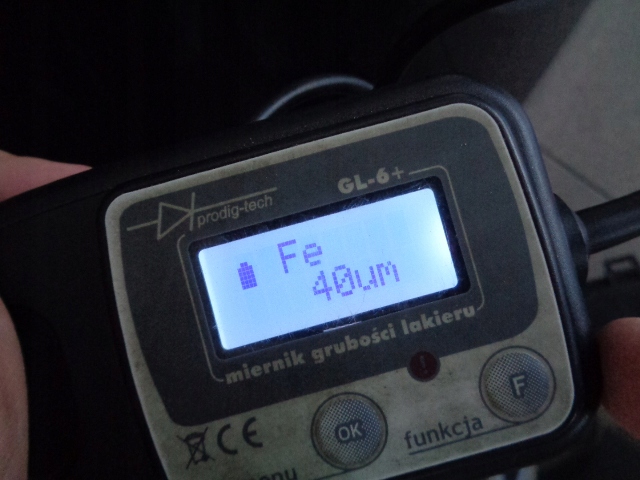 GL-6+
prodig-tech
Fe
40um
miernik grubości lakieru
F
OK
CE
funkcja